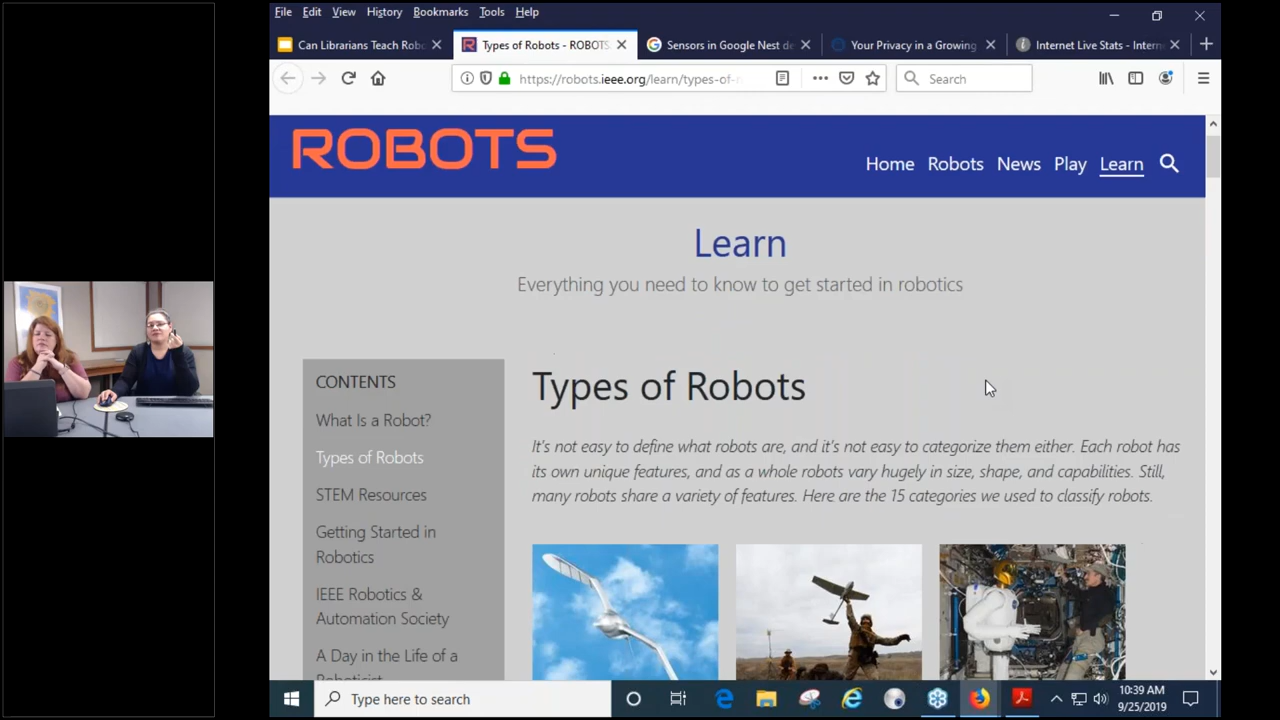 File Edit View History Bookmarks Tools Help
Can Librarians Teach Robo
Types of Robots - ROBOTS
Sensors in Google Nest de
Your Privacy in a Growing
Internet Live Stats - Intern
https://robots.ieee.org/learn/types-of-
Search
ROBOTS
Home Robots News Play Learn
Learn
Everything you need to know to get started in robotics
CONTENTS
What Is a Robot?
Types of Robots
STEM Resources
Getting Started in
Robotics
IEEE Robotics &
Automation Society
A Day in the Life of a
Roboticist
Types of Robots
It's not easy to define what robots are, and it's not easy to categorize them either. Each robot has
its own unique features, and as a whole robots vary hugely in size, shape, and capabilities. Still,
many robots share a variety of features. Here are the 15 categories we used to classify robots.
Type here to search
10:39 AM
9/25/2019